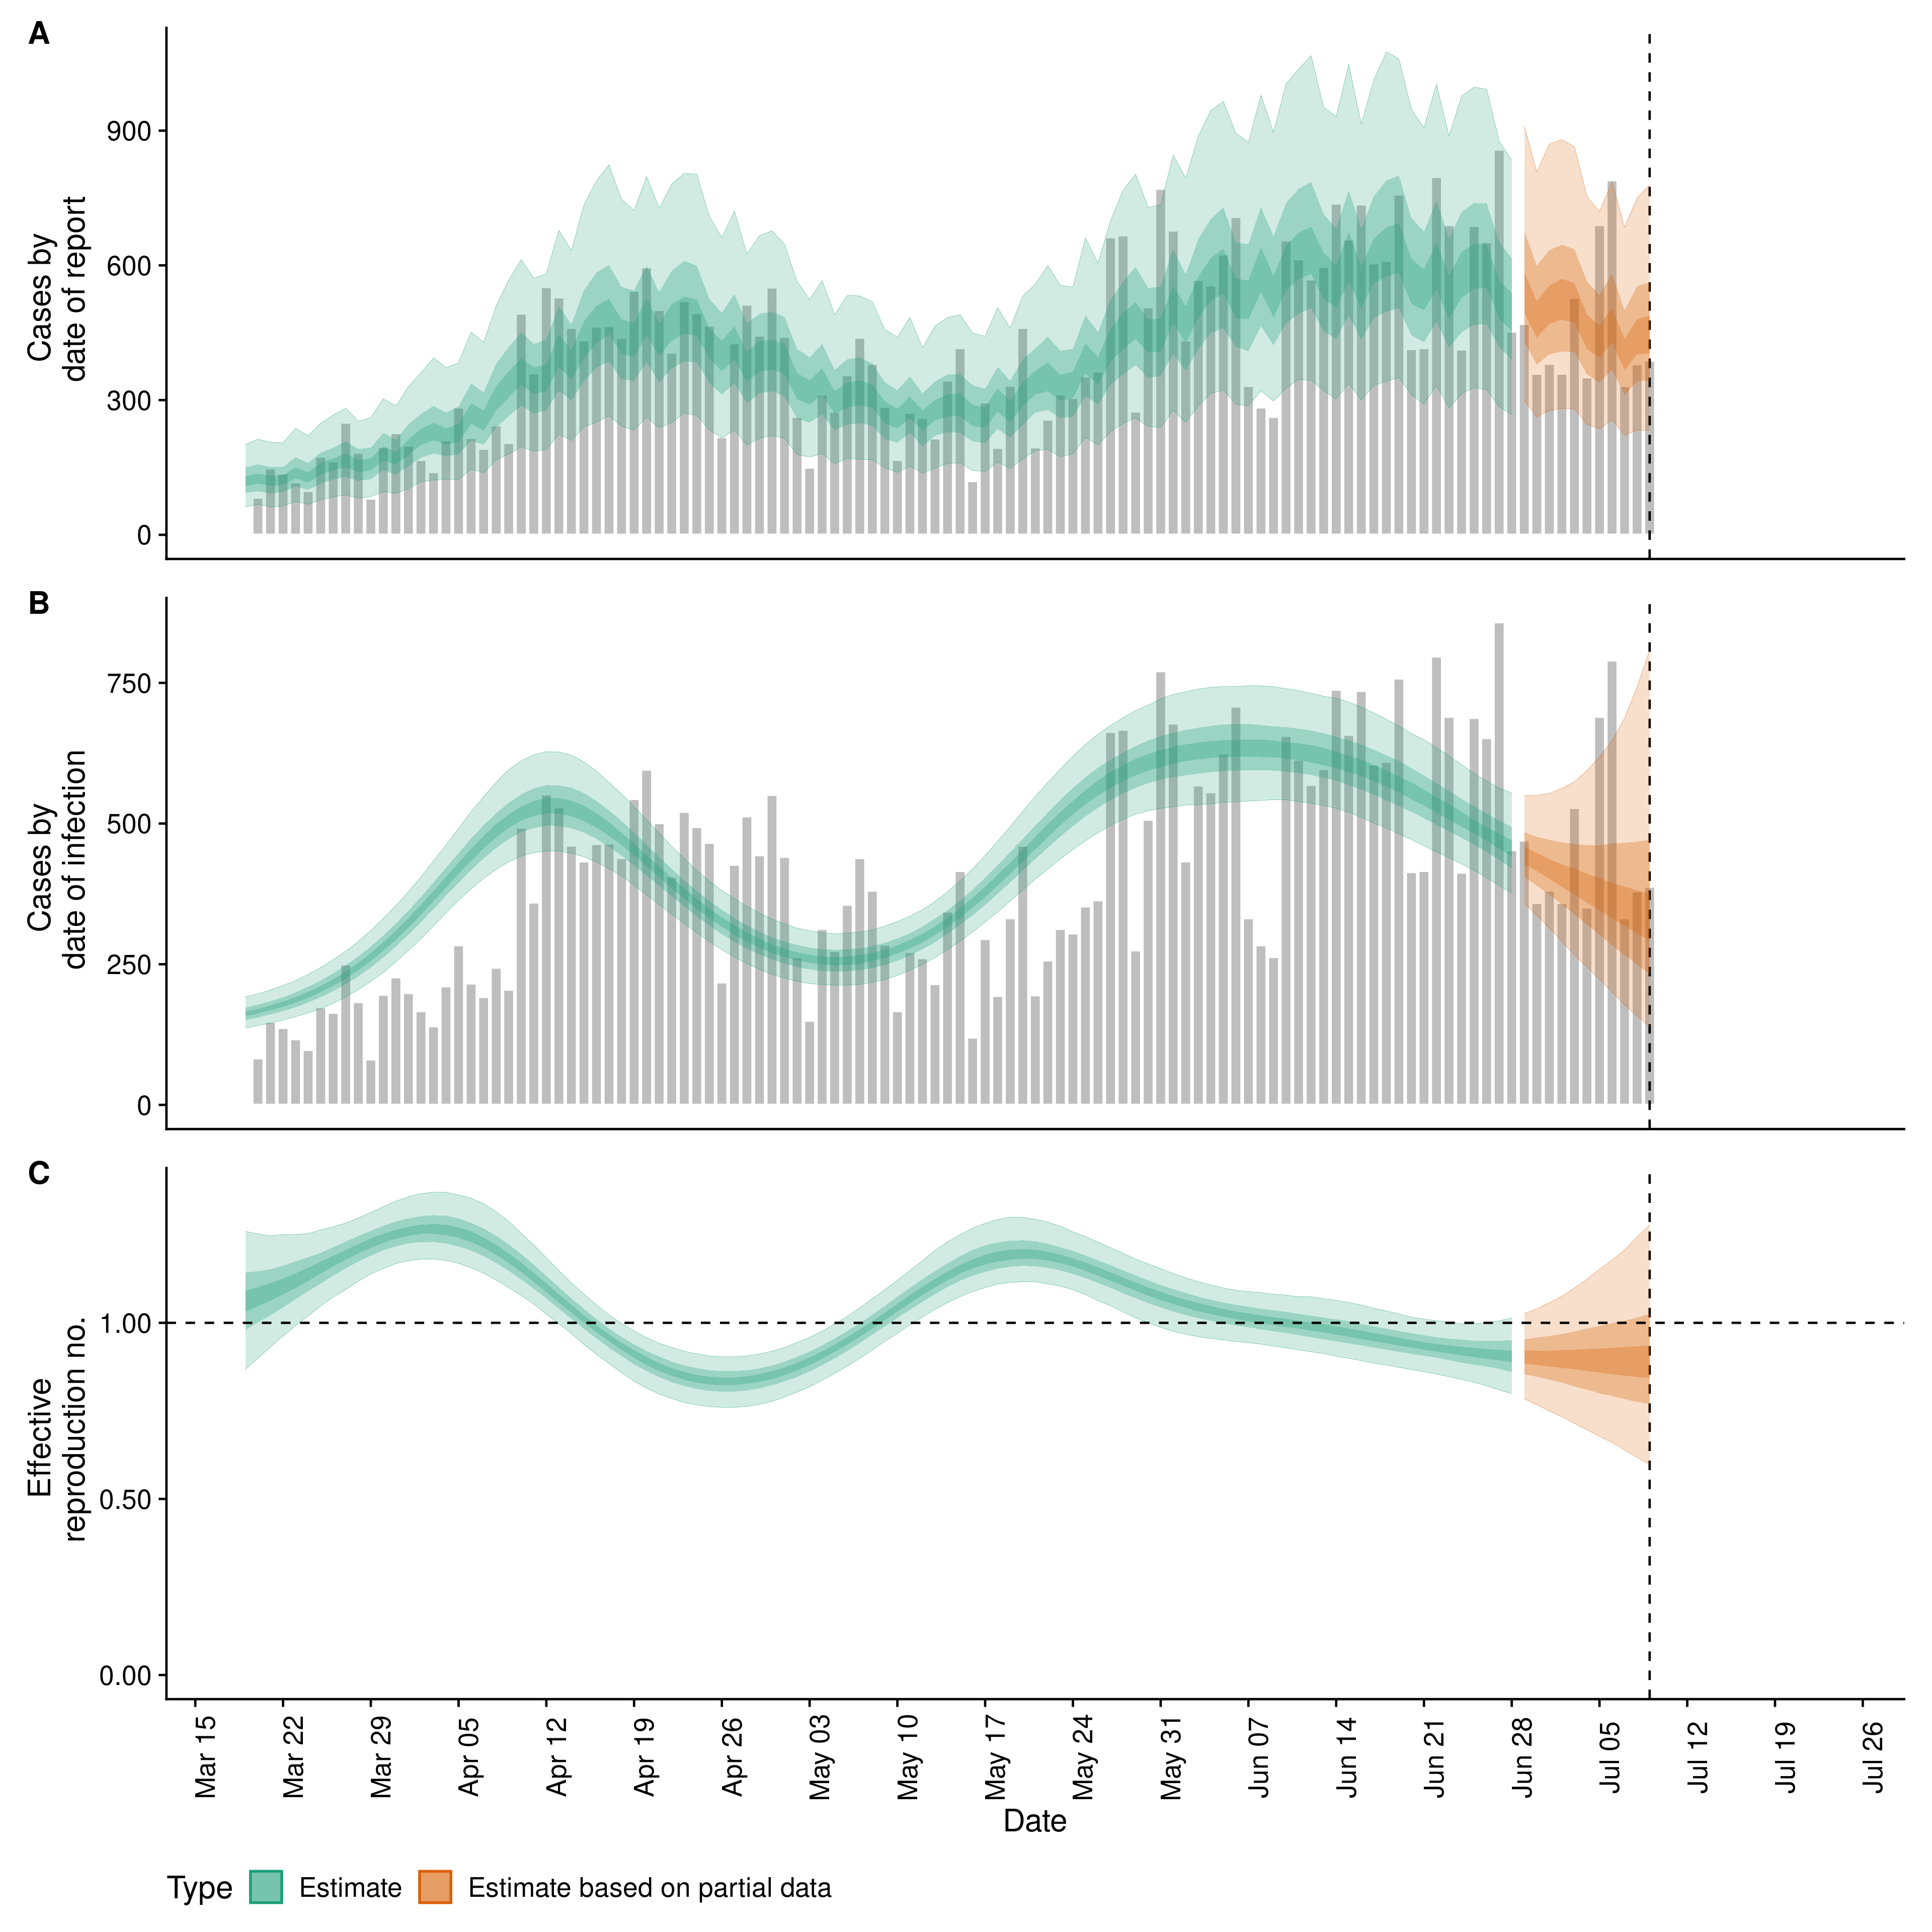 A
Cases by
date of report
900
600
300
0
B
Cases by
date of infection
750
500
250
0
C
Effective
reproduction no.
1.00
0.50
0.00
Mar 15
Mar 22
Mar 29
Apr 05
Apr 12
Apr 19
Apr 26
May 03
May 10
May 17
May 24
May 31
Jun 07
Jun 14
Jun 21
Jun 28
Jul 05
Jul 12
Jul 19
Jul 26
Date
Type Estimate Estimate based on partial data